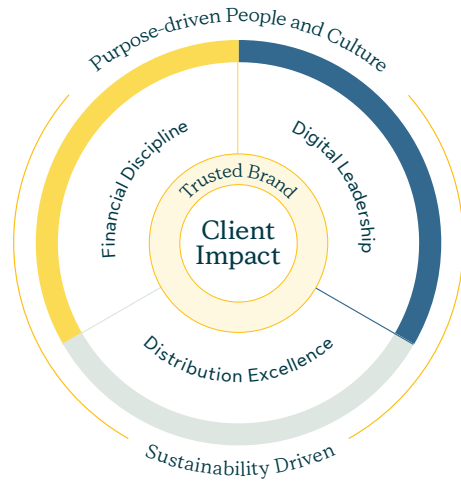 Purpose-driven People and Culture
Financial Discipline
Digital Leadership
Trusted Brand
Client
Impact
Distribution Excellence
Sustainability Driven